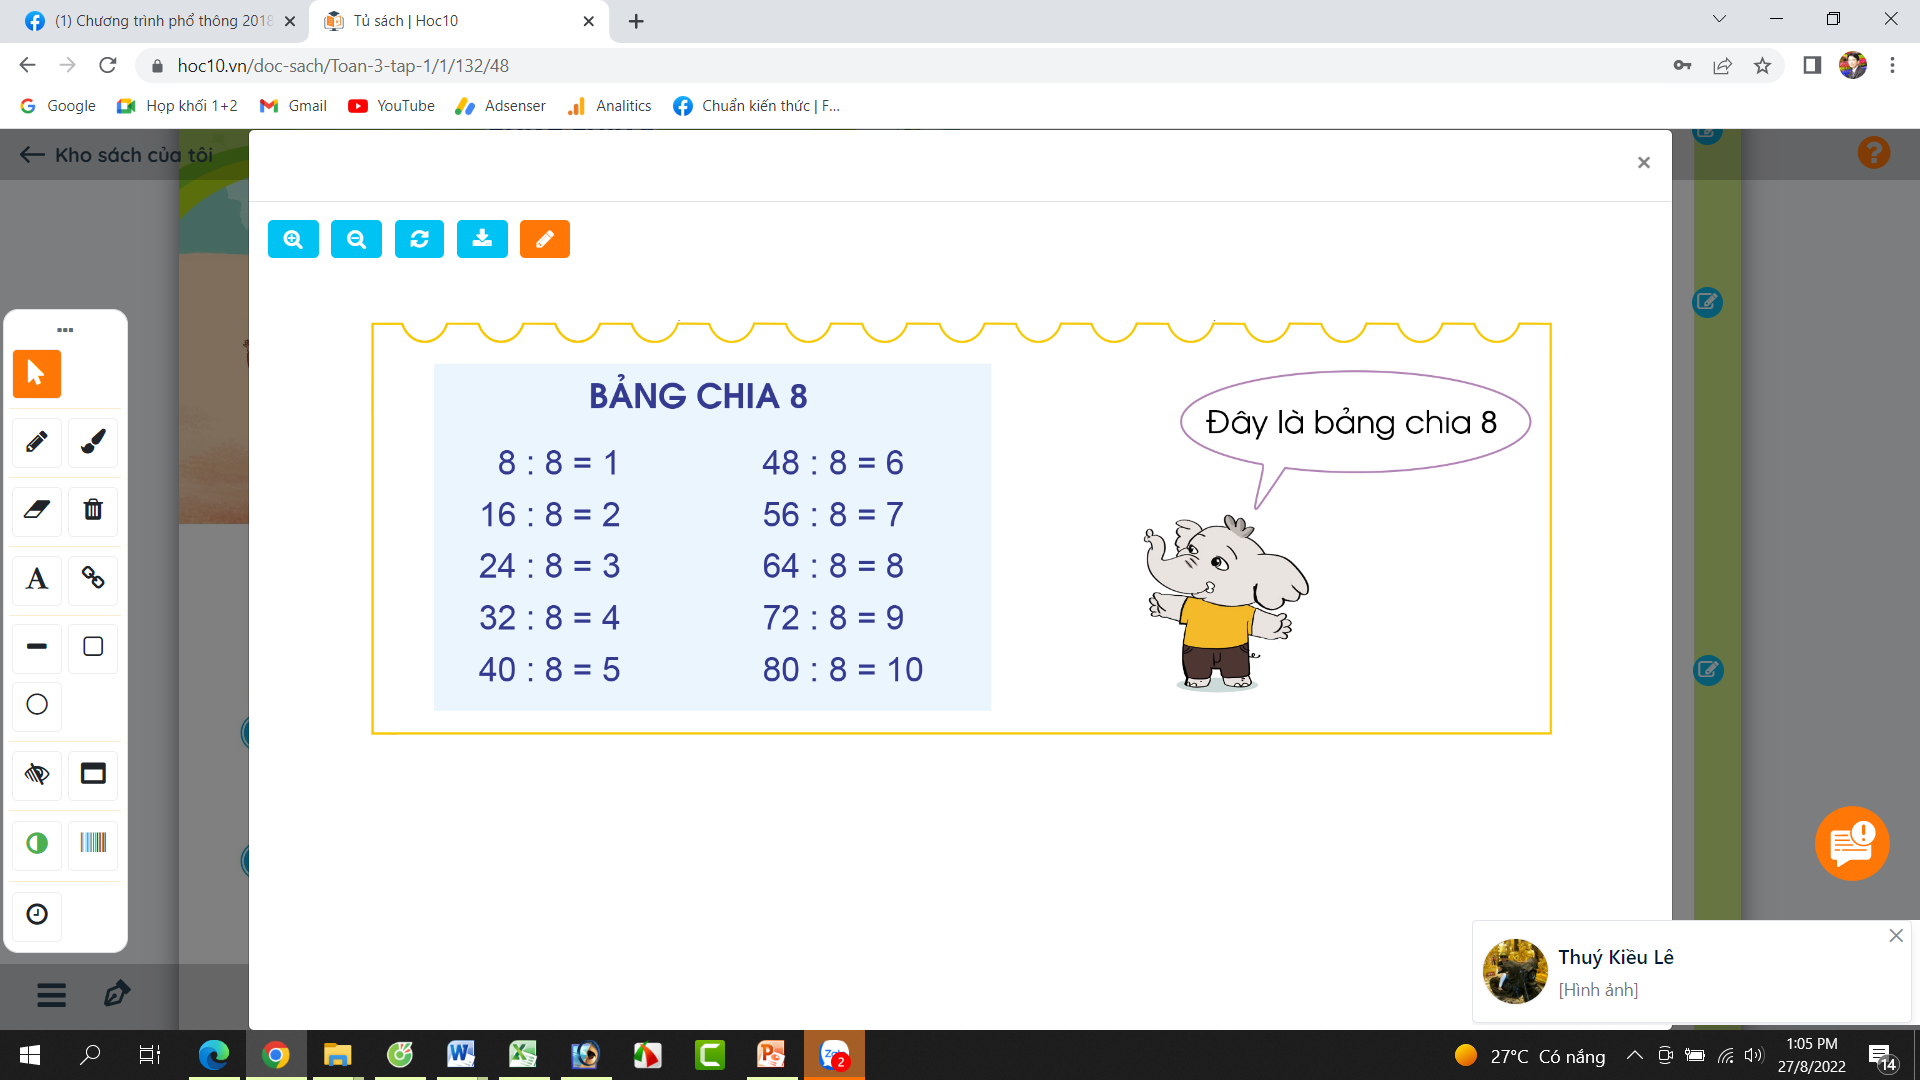 (1) Chương trình phổ thông 2018
Tủ sách | Hoc10
hoc10.vn/doc-sach/Toan-3-tap-1/1/132/48
Google
Họp khối 1+2
Gmail
YouTube
Adsenser
Analitics
Chuẩn kiến thức | F...
Kho sách của tôi
BẢNG CHIA 8
8 : 8 = 1
16 : 8 = 2
24 : 8 = 3
32 : 8 = 4
40 : 8 = 5
48 : 8 = 6
56 : 8 = 7
64 : 8 = 8
72 : 8 = 9
80 : 8 = 10
Đây là bảng chia 8
Thuý Kiều Lê
[Hình ảnh]
27°C Có nắng
1:05 PM
27/8/2022
14
2